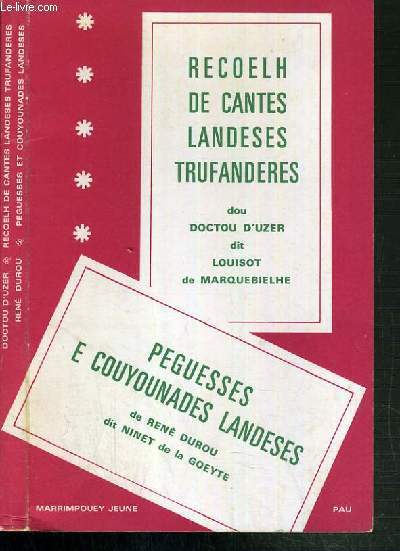 Le-livre.com
RECOELH
DE CANTES
LANDESES
TRUFANDERES
dou
DOCTOU D'UZER
dit
LOUISOT
de MARQUEBIELHE
PEGUESSES
E COUYOUNADES LANDESES
de RENÉ DUROU
dit NINET de la GOEYTE
MARRIMPOUEY JEUNE
PAU
DOCTOU D'UZER RECOELH DE CANTES LANDESES TRUFANDERES
RENÉ DUROU PEGUESSES ET COUYOUNADES LANDESES